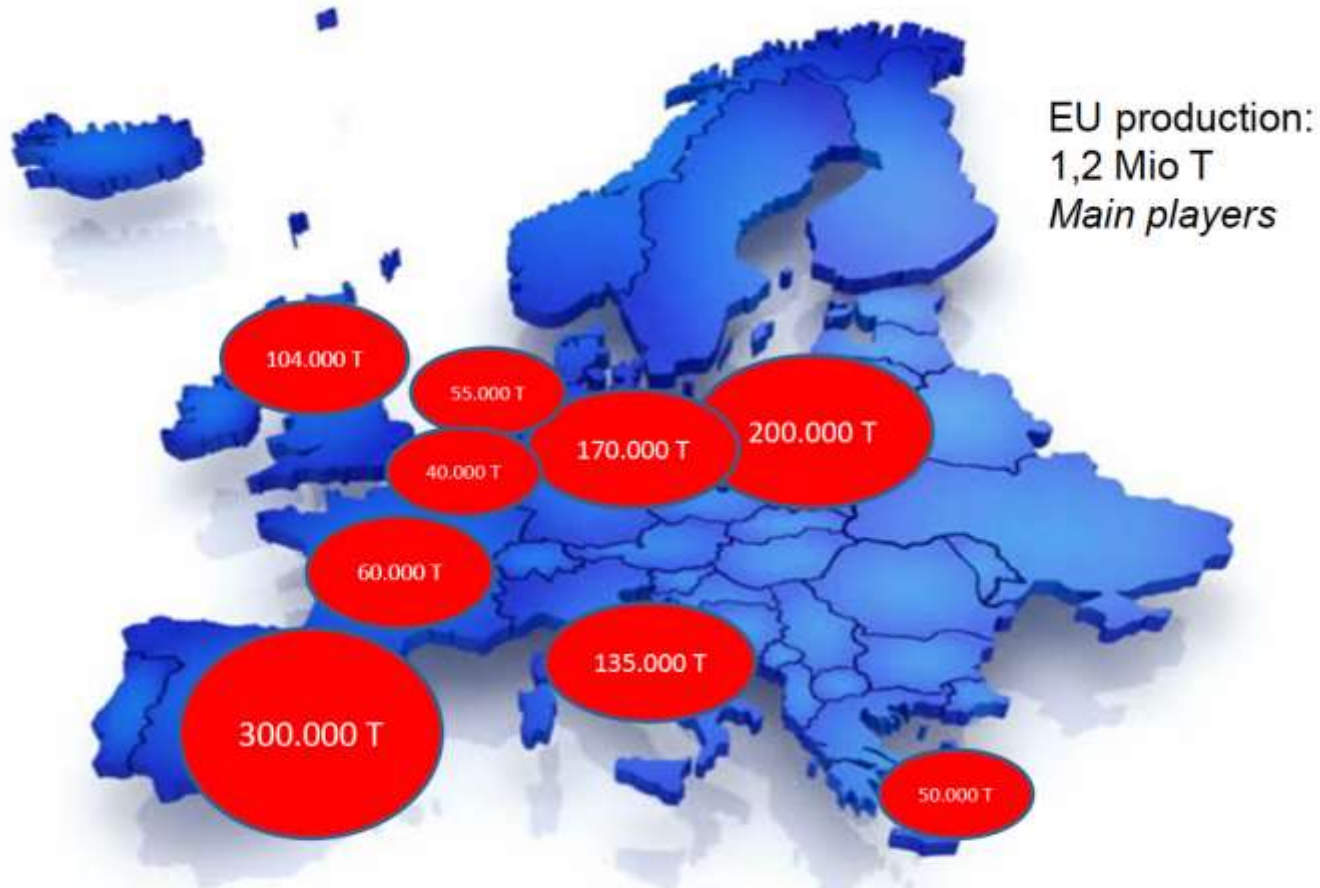 EU production:
1,2 Mio T
Main players
104.000 T
55.000 T
200.000 T
170.000 T
40.000 T
60.000 T
135.000 T
300.000 T
50.000 T